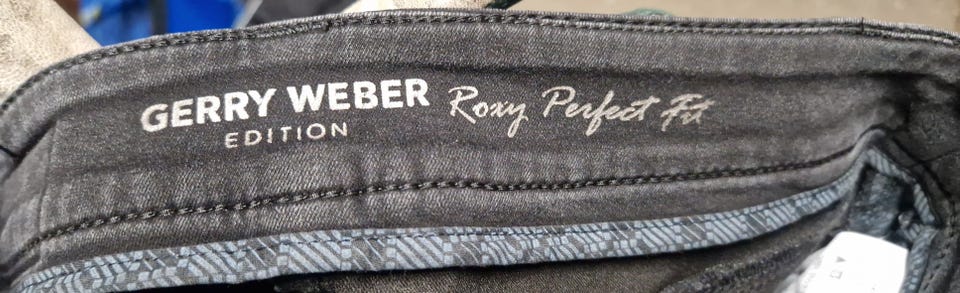 GERRY WEBER Roxy Perfect Fit
EDITION